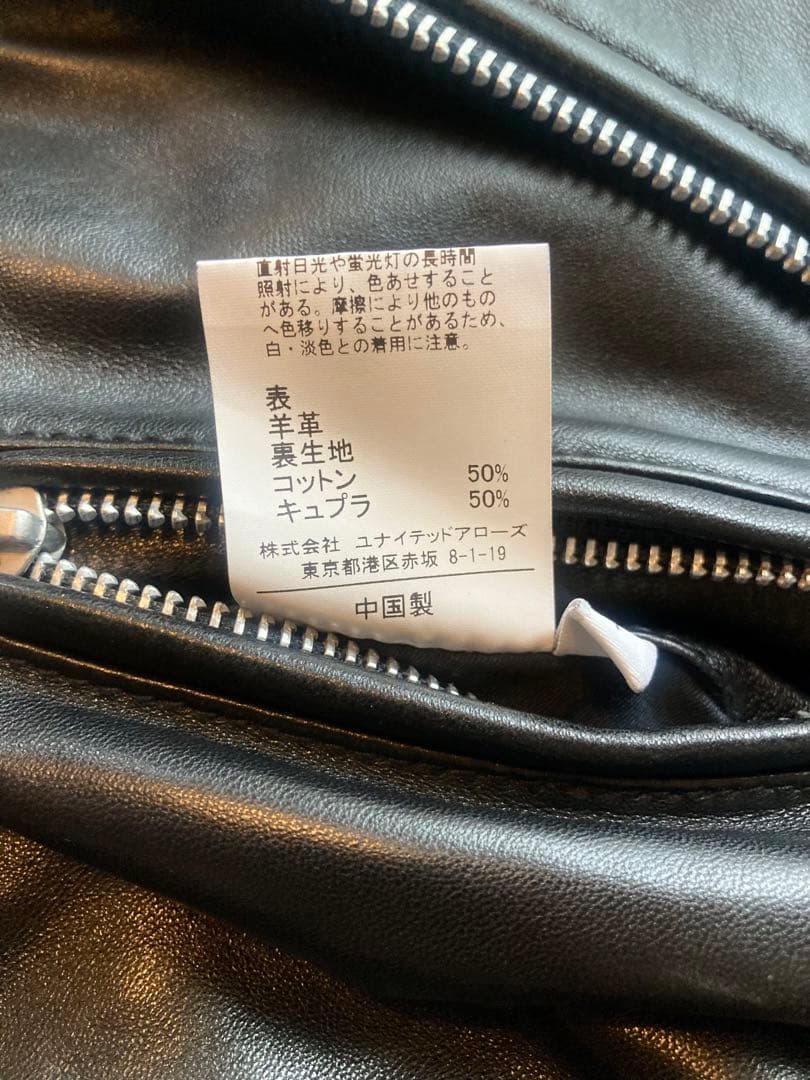 直射日光や蛍光灯の長時間
照射により、色あせすること
がある。摩擦により他のもの
へ色移りすることがあるため、
白・淡色との着用に注意。
表
羊革
裏生地
コットン 50%
キュプラ 50%
株式会社 ユナイテッドアローズ
東京都港区赤坂 8-1-19
中国製